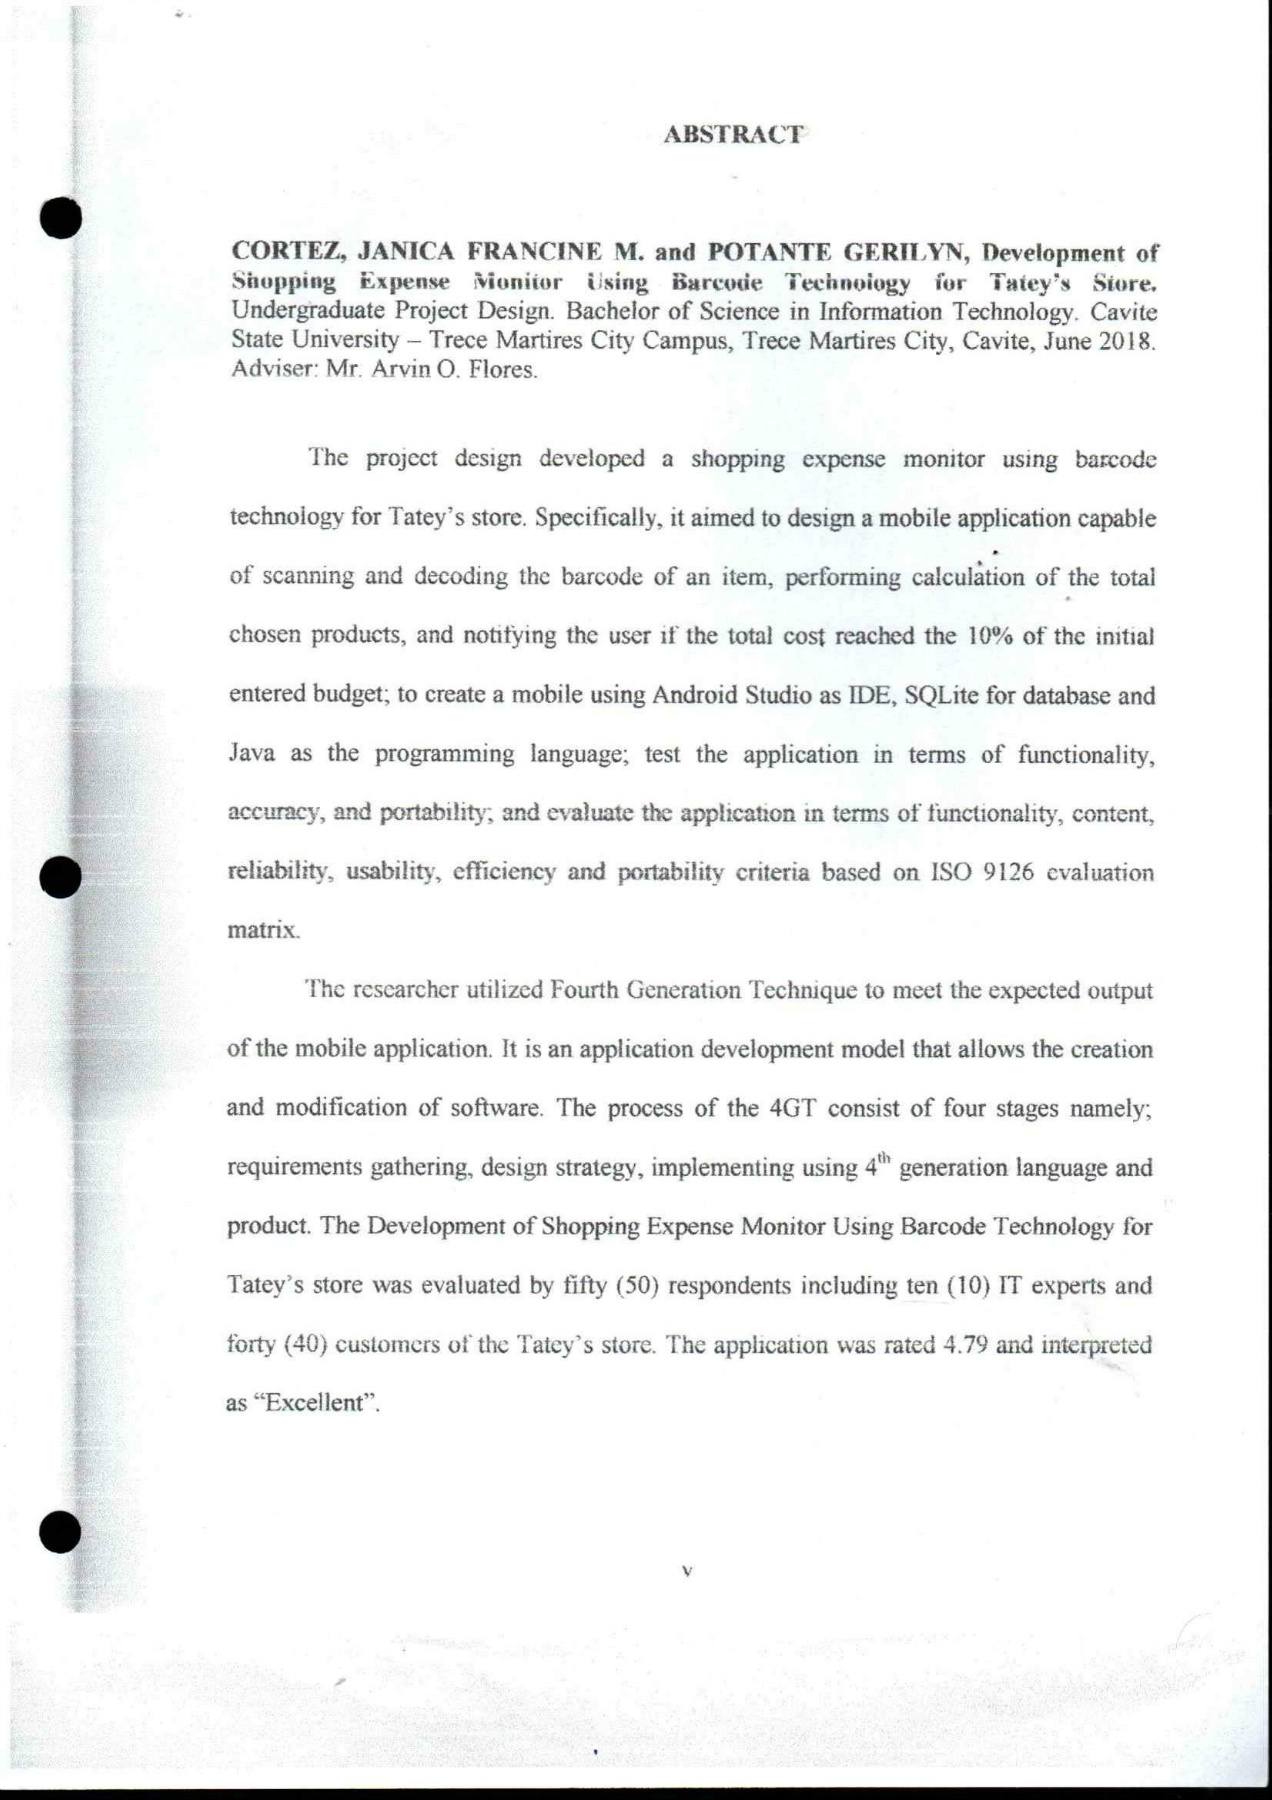 ABSTRACT
CORTEZ, JANICA FRANCINE M. and POTANTE GERILYN, Development of
Shopping Expense Monitor Using Barcode Technology for Tatey's Store.
Undergraduate Project Design. Bachelor of Science in Information Technology. Cavite
State University – Trece Martires City Campus, Trece Martires City, Cavite, June 2018.
Adviser: Mr. Arvin O. Flores.
The project design developed a shopping expense monitor using barcode
technology for Tatey's store. Specifically, it aimed to design a mobile application capable
of scanning and decoding the barcode of an item, performing calculation of the total
chosen products, and notifying the user if the total cost reached the 10% of the initial
entered budget; to create a mobile using Android Studio as IDE, SQLite for database and
Java as the programming language; test the application in terms of functionality,
accuracy, and portability; and evaluate the application in terms of functionality, content,
reliability, usability, efficiency and portability criteria based on ISO 9126 evaluation
matrix.
The researcher utilized Fourth Generation Technique to meet the expected output
of the mobile application. It is an application development model that allows the creation
and modification of software. The process of the 4GT consist of four stages namely;
requirements gathering, design strategy, implementing using 4th generation language and
product. The Development of Shopping Expense Monitor Using Barcode Technology for
Tatey's store was evaluated by fifty (50) respondents including ten (10) IT experts and
forty (40) customers of the Tatey's store. The application was rated 4.79 and interpreted
as “Excellent”.
v